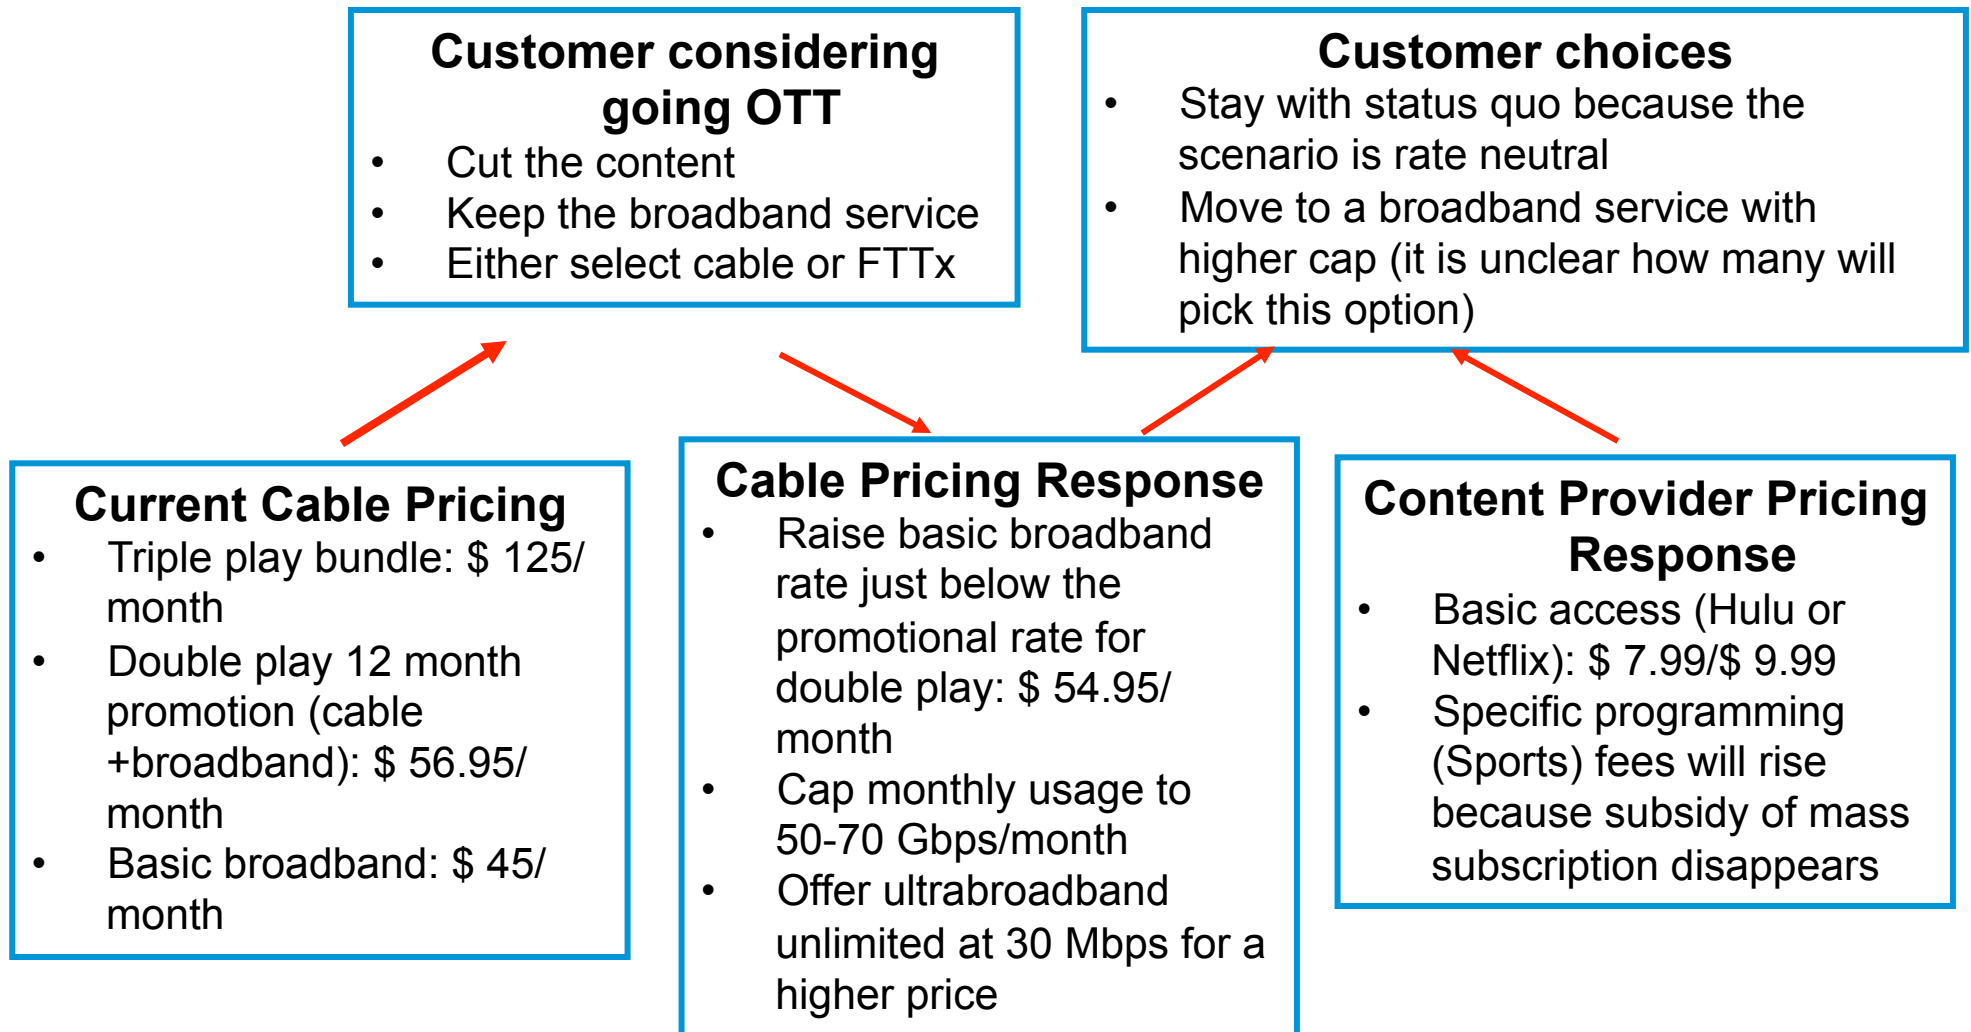 Customer considering
going OTT
• Cut the content
• Keep the broadband service
• Either select cable or FTTx
Customer choices
• Stay with status quo because the
scenario is rate neutral
• Move to a broadband service with
higher cap (it is unclear how many will
pick this option)
Current Cable Pricing
• Triple play bundle: $ 125/
month
• Double play 12 month
promotion (cable
+broadband): $ 56.95/
month
• Basic broadband: $ 45/
month
Cable Pricing Response
• Raise basic broadband
rate just below the
promotional rate for
double play: $ 54.95/
month
• Cap monthly usage to
50-70 Gbps/month
• Offer ultrabroadband
unlimited at 30 Mbps for a
higher price
Content Provider Pricing
Response
• Basic access (Hulu or
Netflix): $ 7.99/$ 9.99
• Specific programming
(Sports) fees will rise
because subsidy of mass
subscription disappears